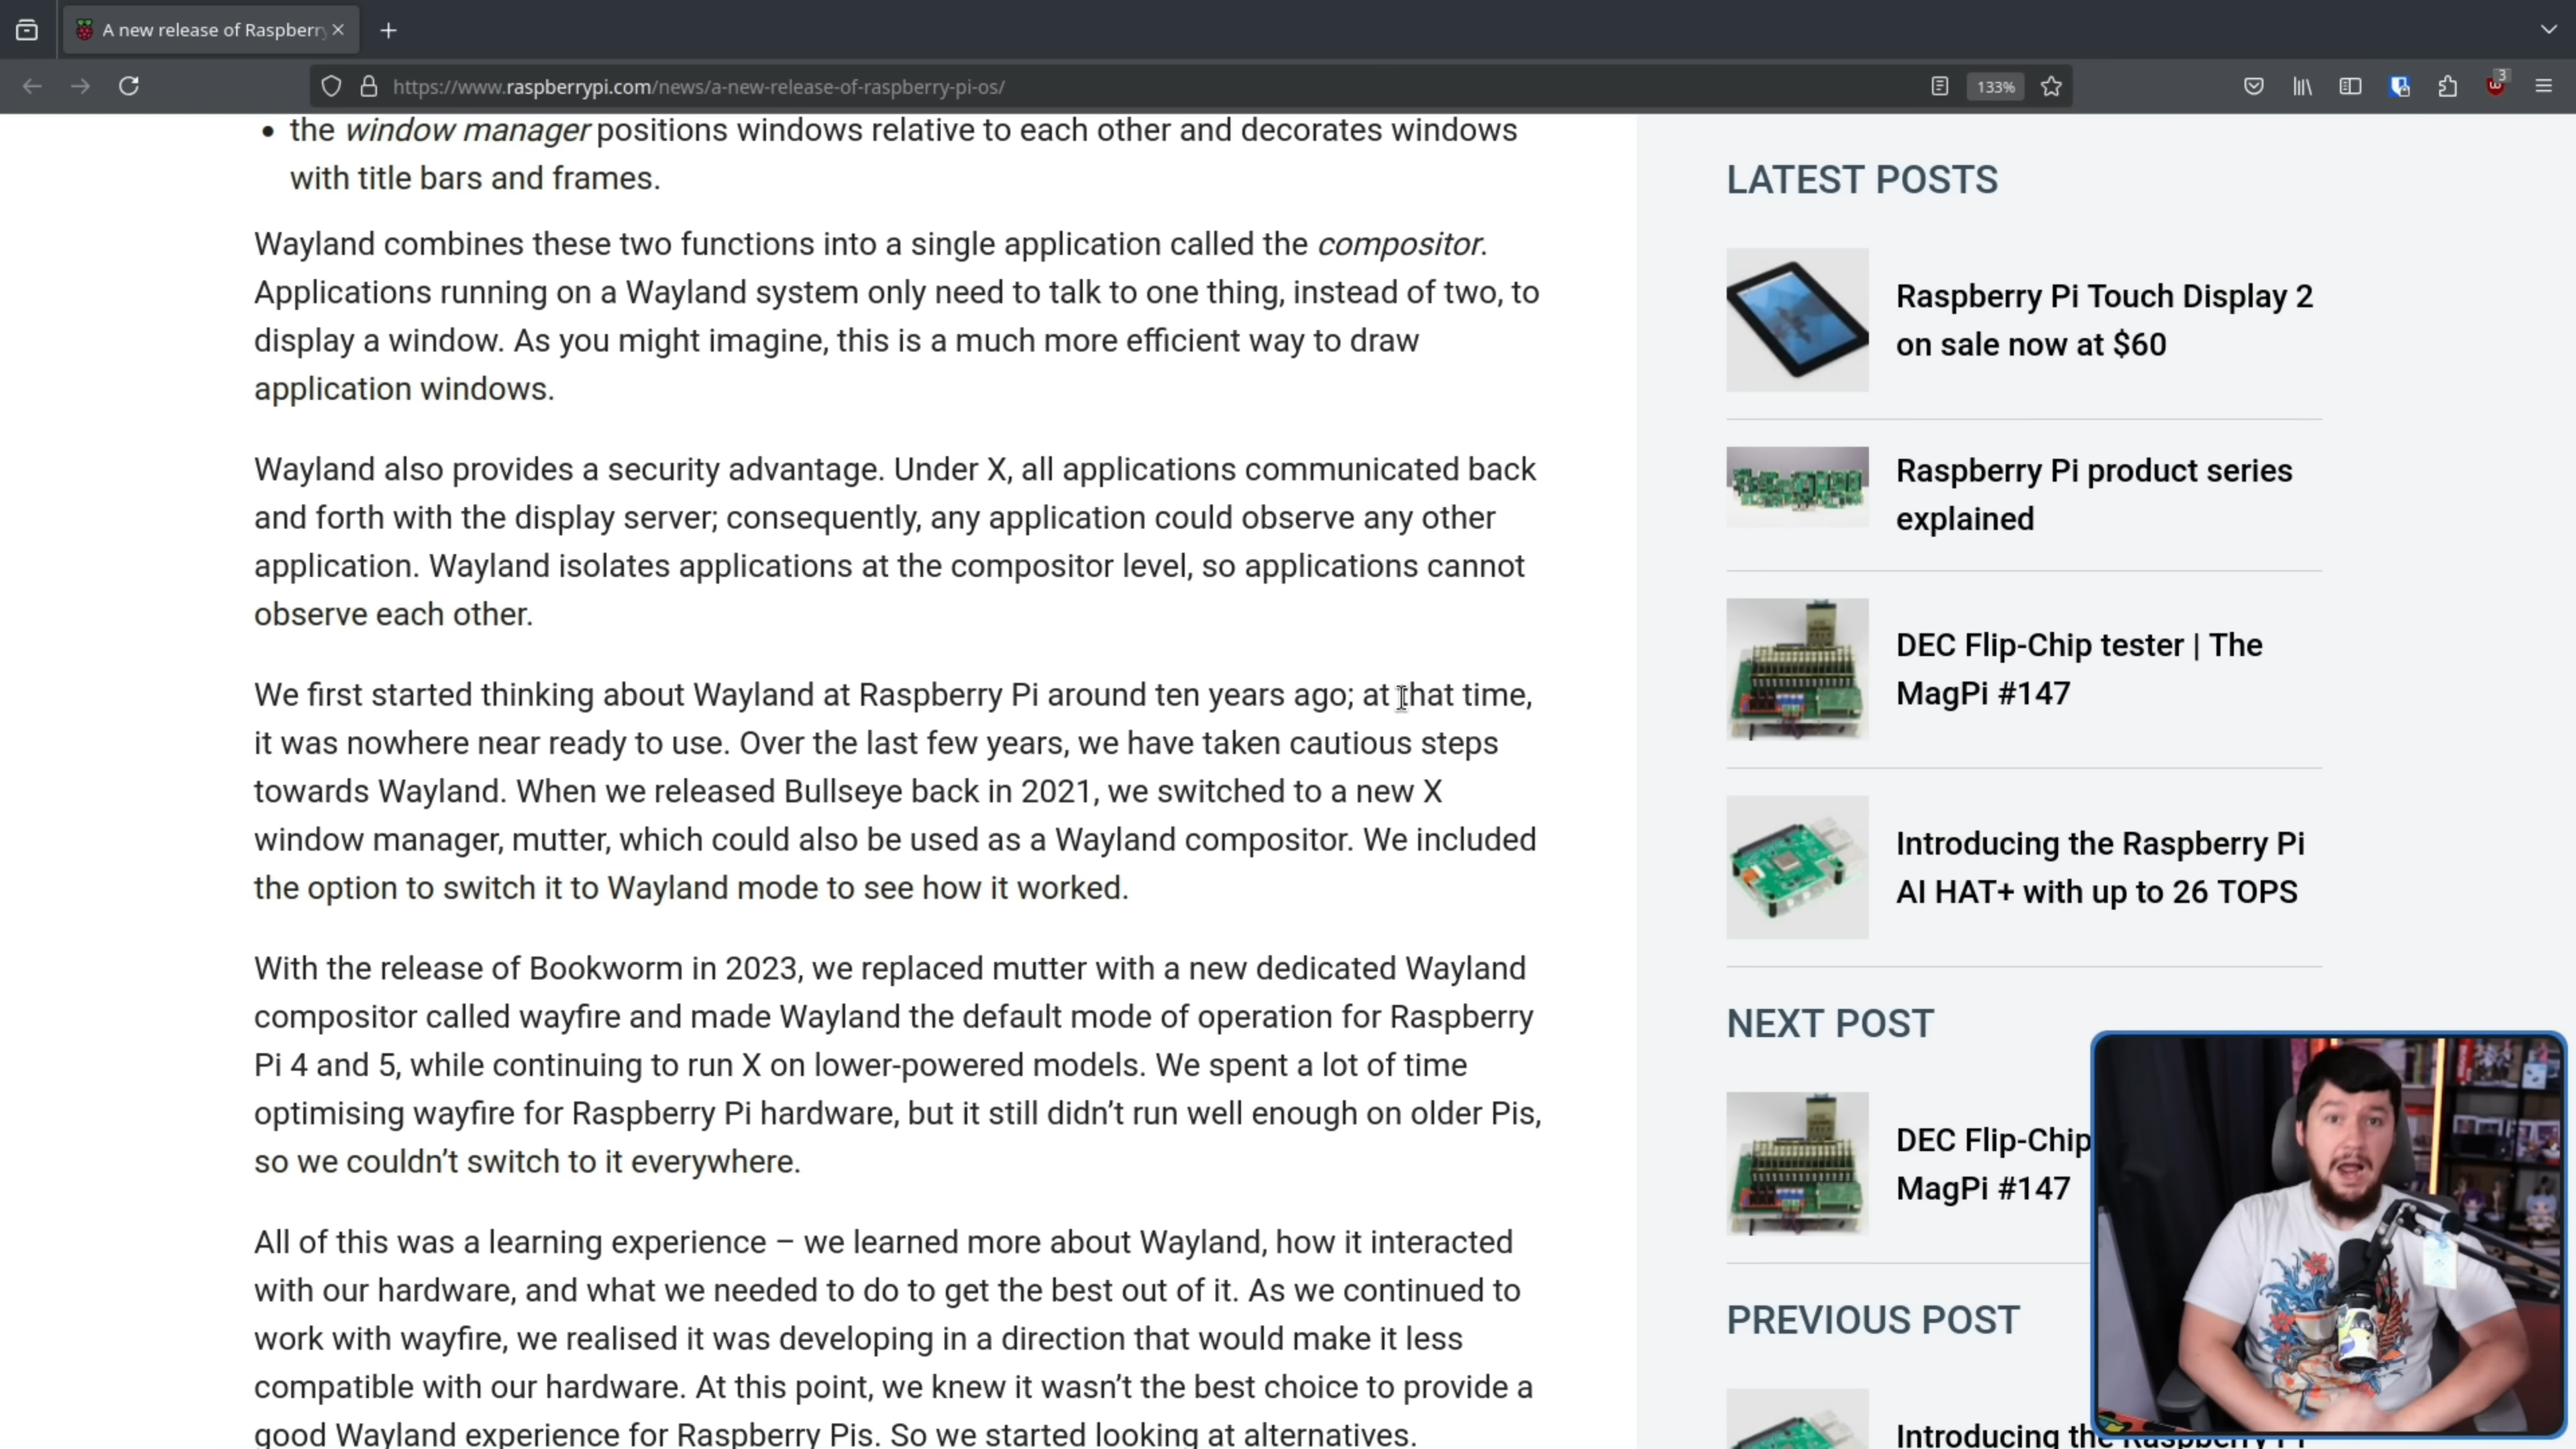 A new release of Raspberry
https://www.raspberrypi.com/news/a-new-release-of-raspberry-pi-os/
133%
3
• the window manager positions windows relative to each other and decorates windows
with title bars and frames.
Wayland combines these two functions into a single application called the compositor.
Applications running on a Wayland system only need to talk to one thing, instead of two, to
display a window. As you might imagine, this is a much more efficient way to draw
application windows.
Wayland also provides a security advantage. Under X, all applications communicated back
and forth with the display server; consequently, any application could observe any other
application. Wayland isolates applications at the compositor level, so applications cannot
observe each other.
We first started thinking about Wayland at Raspberry Pi around ten years ago; at that time,
it was nowhere near ready to use. Over the last few years, we have taken cautious steps
towards Wayland. When we released Bullseye back in 2021, we switched to a new X
window manager, mutter, which could also be used as a Wayland compositor. We included
the option to switch it to Wayland mode to see how it worked.
With the release of Bookworm in 2023, we replaced mutter with a new dedicated Wayland
compositor called wayfire and made Wayland the default mode of operation for Raspberry
Pi 4 and 5, while continuing to run X on lower-powered models. We spent a lot of time
optimising wayfire for Raspberry Pi hardware, but it still didn’t run well enough on older Pis,
so we couldn’t switch to it everywhere.
All of this was a learning experience – we learned more about Wayland, how it interacted
with our hardware, and what we needed to do to get the best out of it. As we continued to
work with wayfire, we realised it was developing in a direction that would make it less
compatible with our hardware. At this point, we knew it wasn’t the best choice to provide a
good Wayland experience for Raspberry Pis. So we started looking at alternatives.
LATEST POSTS
Raspberry Pi Touch Display 2
on sale now at $60
Raspberry Pi product series
explained
DEC Flip-Chip tester | The
MagPi #147
Introducing the Raspberry Pi
AI HAT+ with up to 26 TOPS
NEXT POST
DEC Flip-Chip
MagPi #147
PREVIOUS POST
Introducing the Raspberry Pi